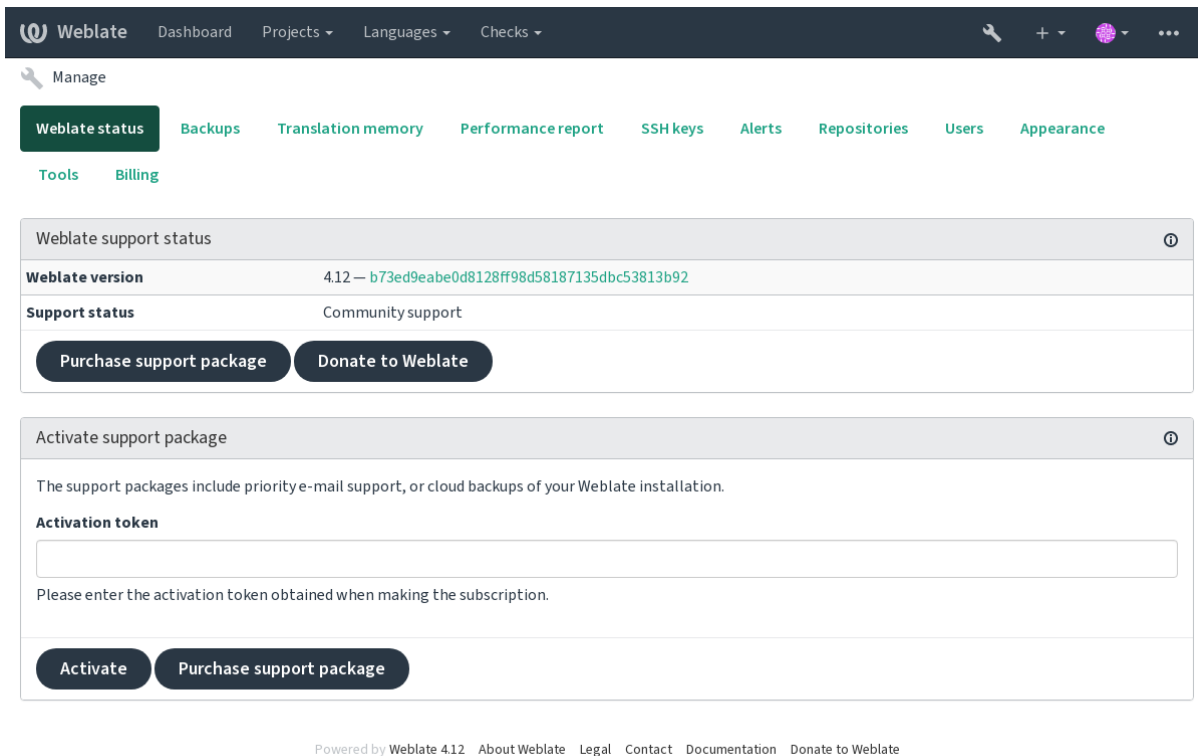 Weblate Dashboard Projects Languages Checks
Manage
Weblate status Backups Translation memory Performance report SSH keys Alerts Repositories Users Appearance
Tools Billing
Weblate support status
Weblate version 4.12 — b73ed9eabe0d8128ff98d58187135dbc53813b92
Support status Community support
Purchase support package Donate to Weblate
Activate support package
The support packages include priority e-mail support, or cloud backups of your Weblate installation.
Activation token
Please enter the activation token obtained when making the subscription.
Activate Purchase support package
Powered by Weblate 4.12 About Weblate Legal Contact Documentation Donate to Weblate